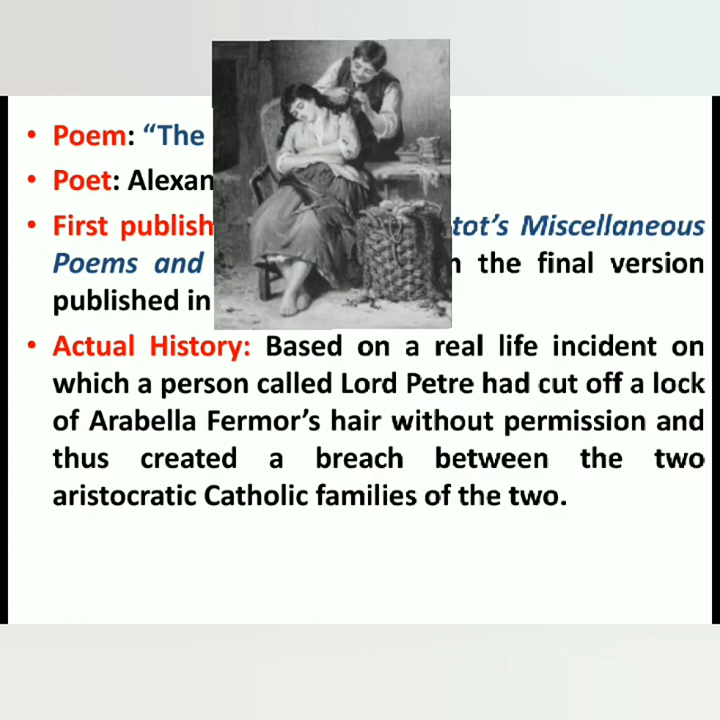 • Poem: “The
• Poet: Alexan
• First publish tot’s Miscellaneous
Poems and n the final version
published in
• Actual History: Based on a real life incident on
which a person called Lord Petre had cut off a lock
of Arabella Fermor’s hair without permission and
thus created a breach between the two
aristocratic Catholic families of the two.